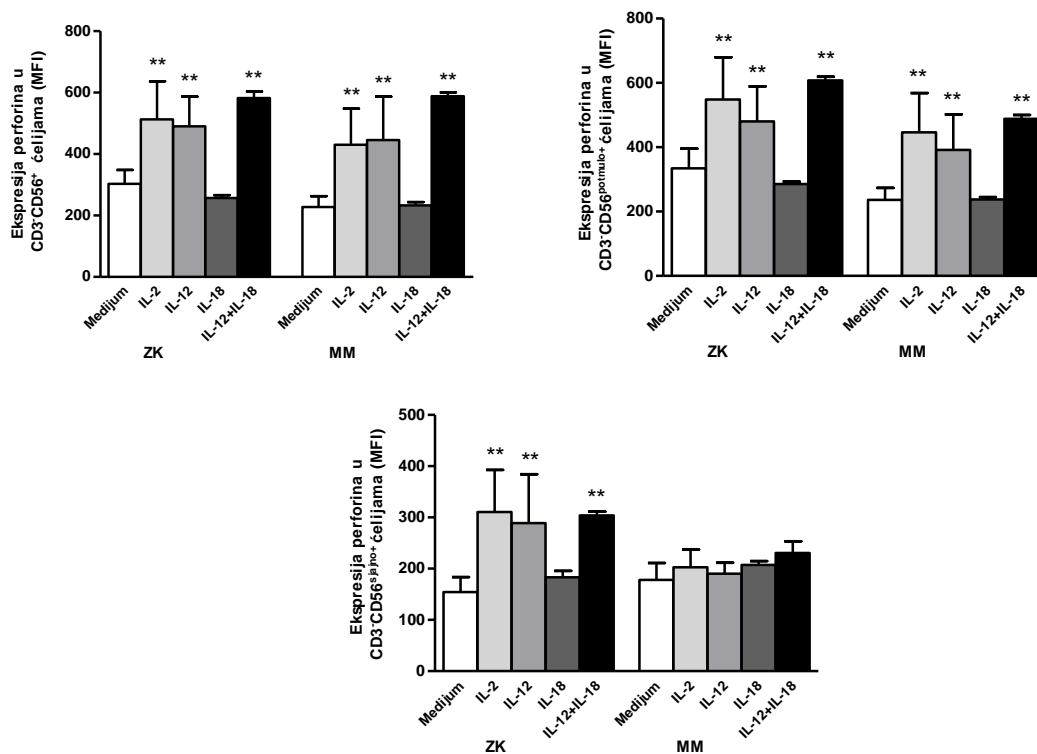 Ekspresija perforina u
CD3⁻CD56⁺ ćelijama (MFI)
800
600
400
200
0
** ** ** ** ** **
Medijum IL-2 IL-12 IL-18 IL-12+IL-18 Medijum IL-2 IL-12 IL-18 IL-12+IL-18
ZK MM
Ekspresija perforina u
CD3⁻CD56ᵖᵒᵗᵐᵘˡᵒ⁺ ćelijama (MFI)
800
600
400
200
0
** ** ** ** ** **
Medijum IL-2 IL-12 IL-18 IL-12+IL-18 Medijum IL-2 IL-12 IL-18 IL-12+IL-18
ZK MM
Ekspresija perforina u
CD3⁻CD56ˢʲᵃʲⁿᵒ⁺ ćelijama (MFI)
500
400
300
200
100
0
** ** **
Medijum IL-2 IL-12 IL-18 IL-12+IL-18 Medijum IL-2 IL-12 IL-18 IL-12+IL-18
ZK MM